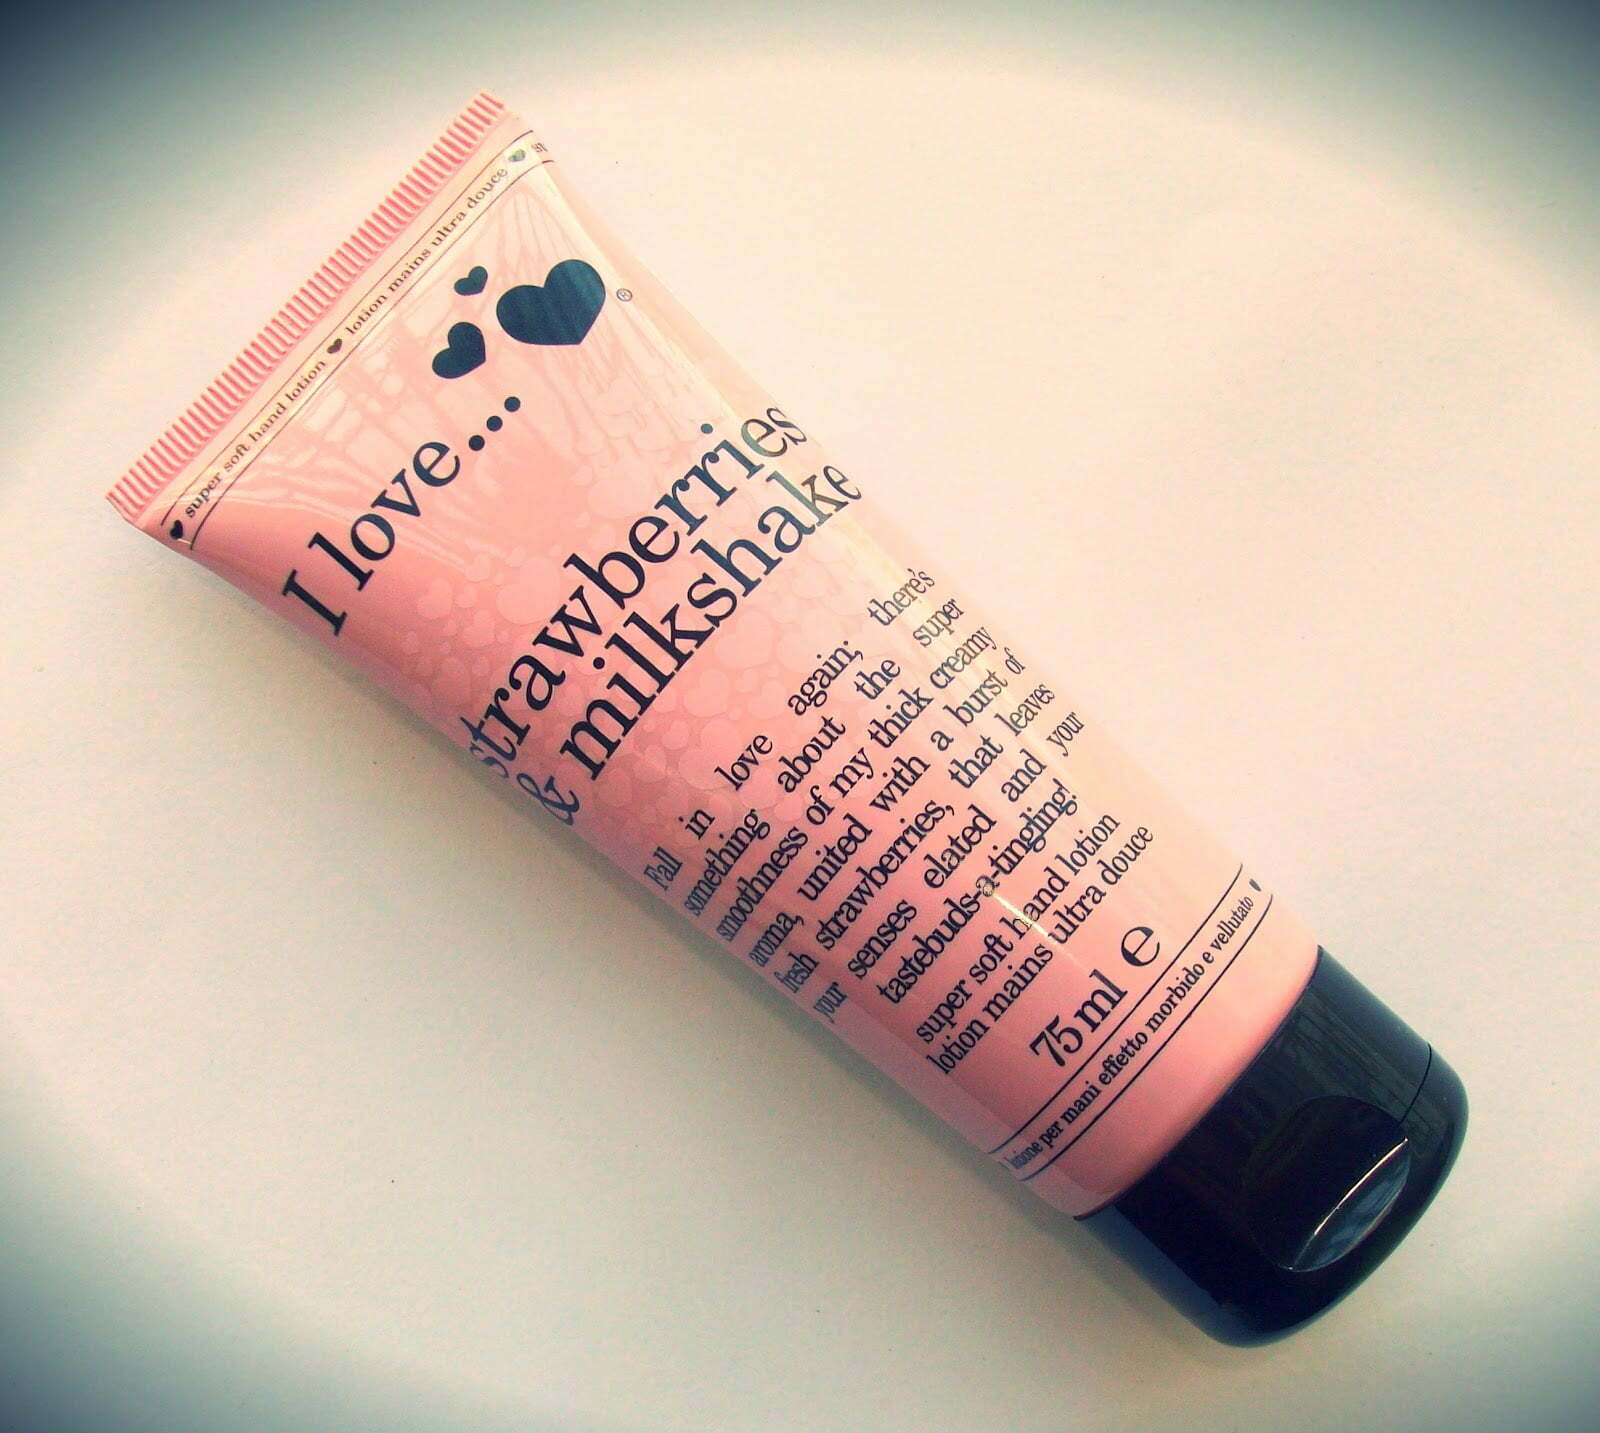 ♥ super soft hand lotion ♥ lotion mains ultra douce ♥
®
I love...
strawberries
& milkshake
Fall in love again; there's
something about the super
smoothness of my thick creamy
aroma, united with a burst of
fresh strawberries, that leaves
your senses elated and your
tastebuds-a-tingling!
super soft hand lotion
lotion mains ultra douce
75 ml ℮
lozione per mani effetto morbido e vellutato ♥